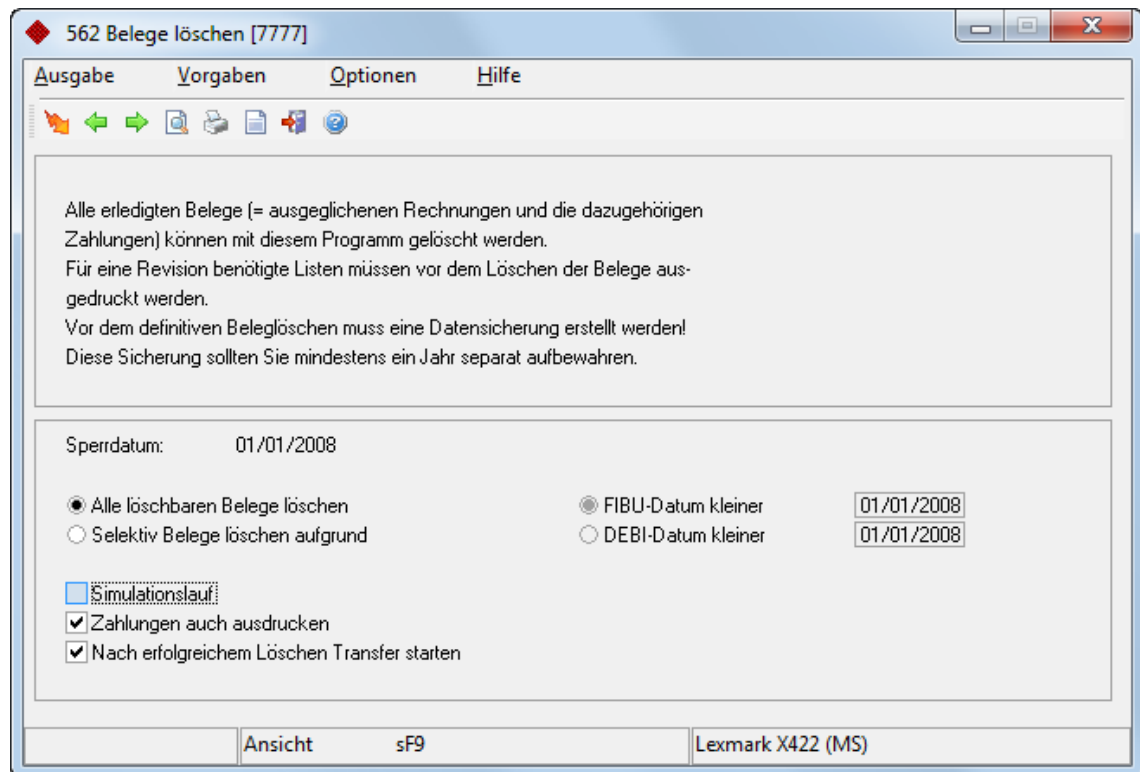 562 Belege löschen [7777]
Ausgabe Vorgaben Optionen Hilfe
Alle erledigten Belege (= ausgeglichenen Rechnungen und die dazugehörigen
Zahlungen) können mit diesem Programm gelöscht werden.
Für eine Revision benötigte Listen müssen vor dem Löschen der Belege aus-
gedruckt werden.
Vor dem definitiven Beleglöschen muss eine Datensicherung erstellt werden!
Diese Sicherung sollten Sie mindestens ein Jahr separat aufbewahren.
Sperrdatum: 01/01/2008
Alle löschbaren Belege löschen FIBU-Datum kleiner 01/01/2008
Selektiv Belege löschen aufgrund DEBI-Datum kleiner 01/01/2008
Simulationslauf
Zahlungen auch ausdrucken
Nach erfolgreichem Löschen Transfer starten
Ansicht sF9 Lexmark X422 (MS)